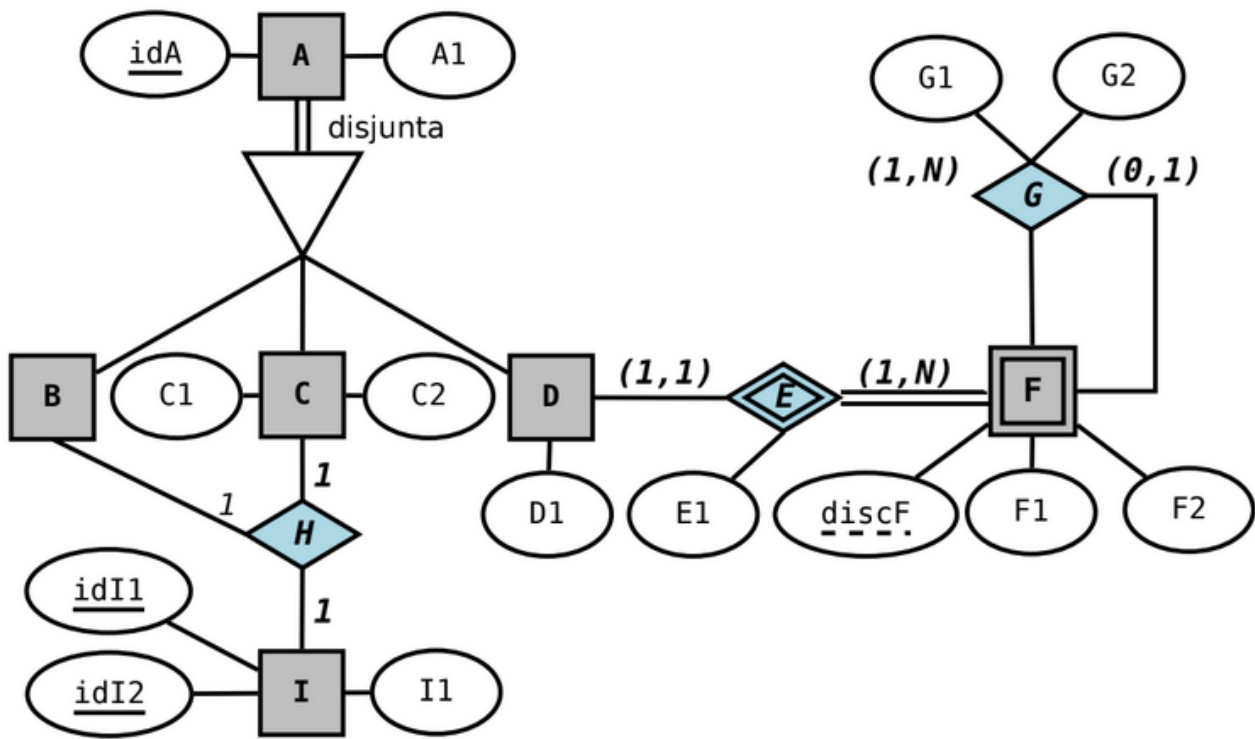 idA
A
A1
disjunta
G1
G2
(1,N)
G
(0,1)
B
C1
C
C2
D
(1,1)
E
(1,N)
F
1
1
H
D1
E1
discF
F1
F2
idI1
1
idI2
I
I1